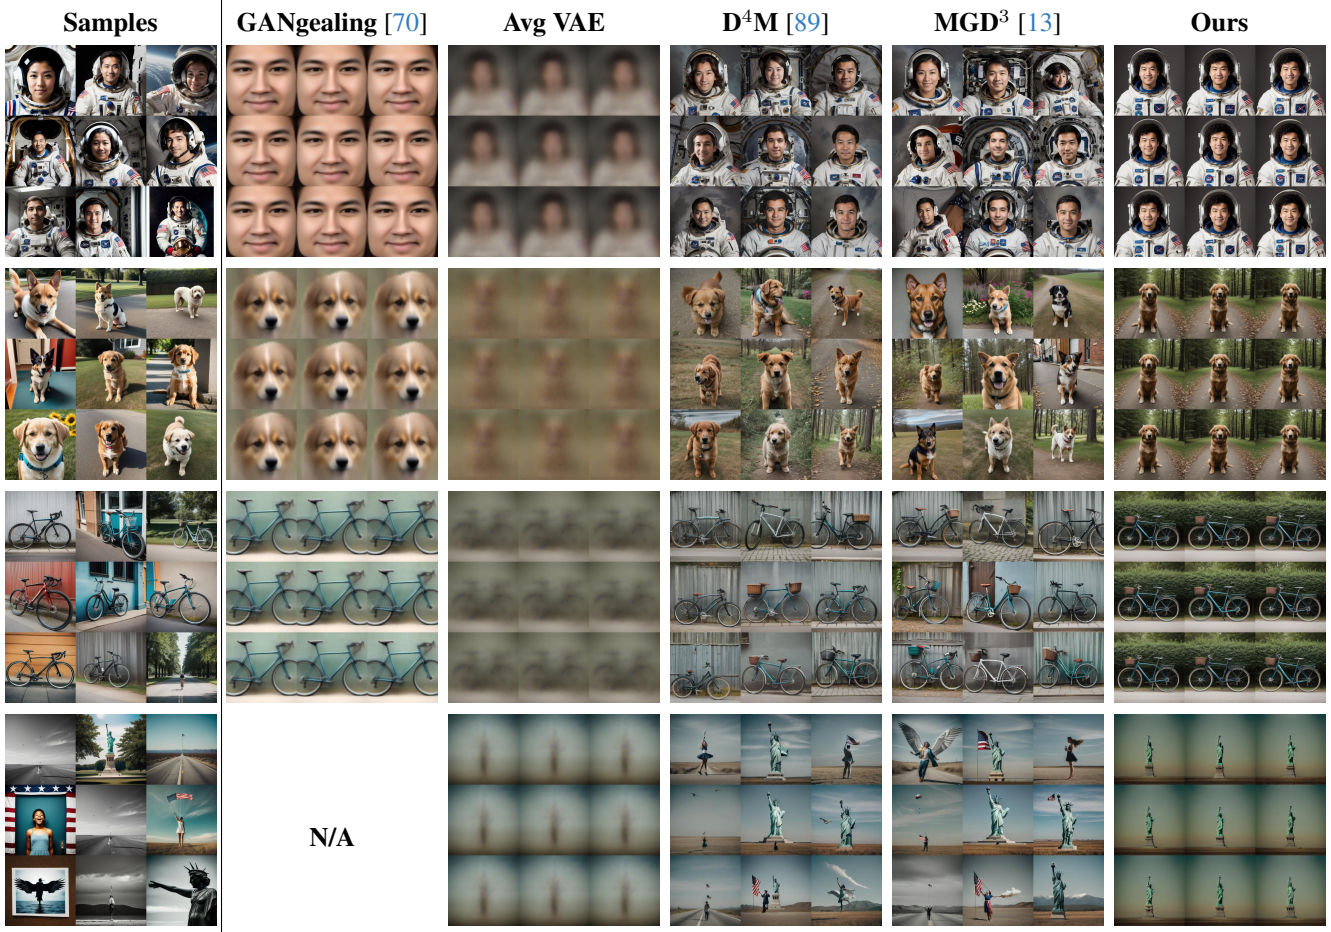 Samples
GANgealing [70]
Avg VAE
D⁴M [89]
MGD³ [13]
Ours
N/A